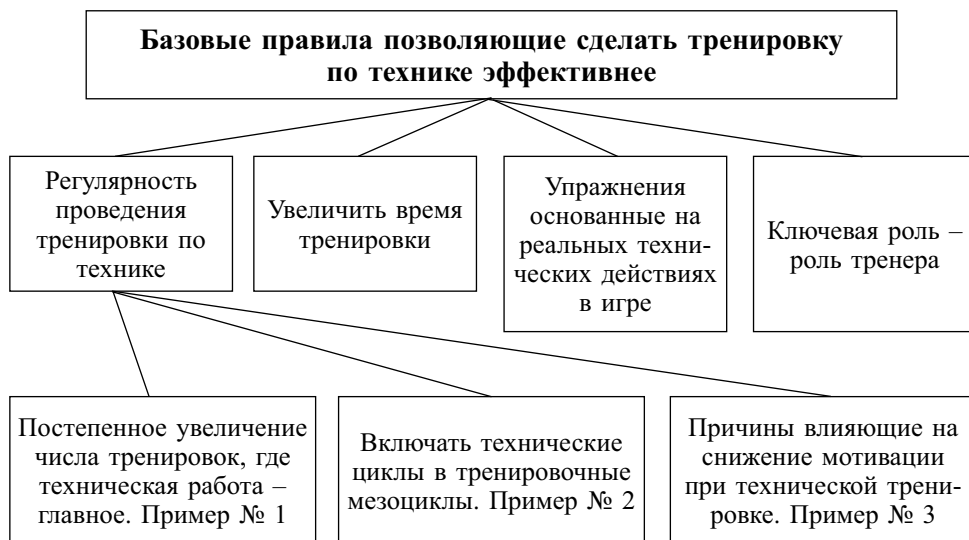 Базовые правила позволяющие сделать тренировку
по технике эффективнее
Регулярность
проведения
тренировки по
технике
Увеличить время
тренировки
Упражнения
основанные на
реальных техни-
ческих действиях
в игре
Ключевая роль –
роль тренера
Постепенное увеличение
числа тренировок, где
техническая работа –
главное. Пример № 1
Включать технические
циклы в тренировочные
мезоциклы. Пример № 2
Причины влияющие на
снижение мотивации
при технической трени-
ровке. Пример № 3